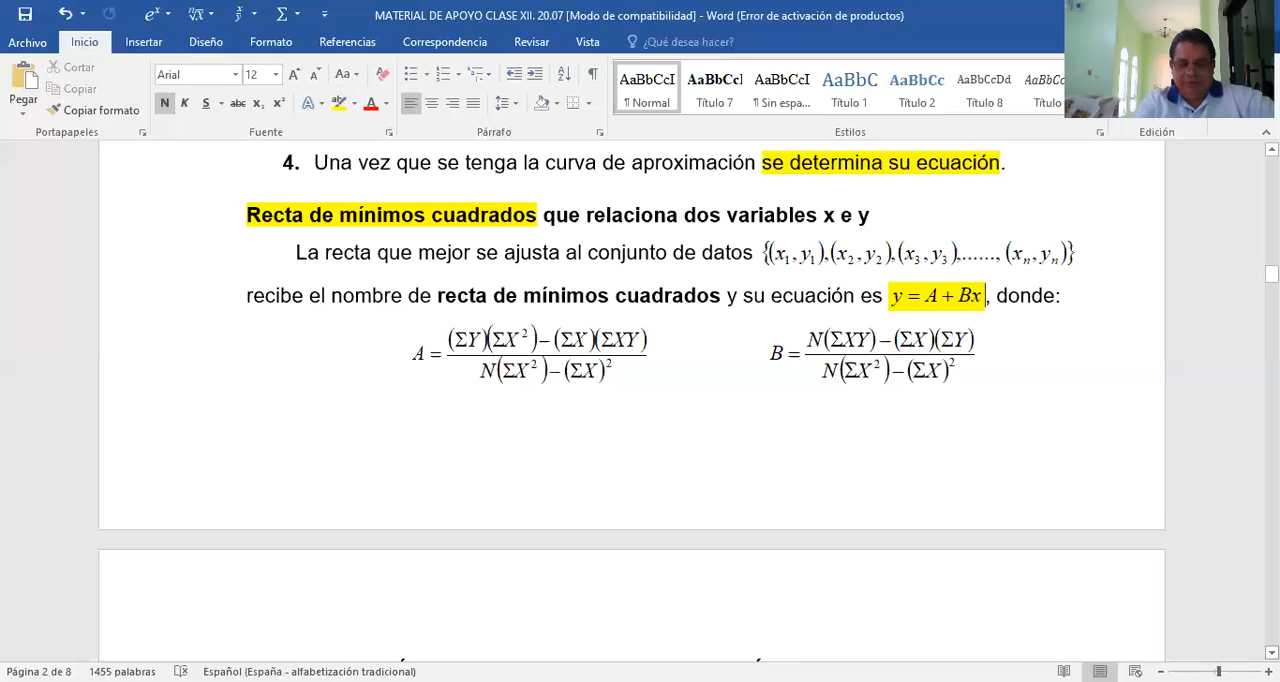 MATERIAL DE APOYO CLASE XII. 20.07 [Modo de compatibilidad] - Word (Error de activación de productos)
Archivo Inicio Insertar Diseño Formato Referencias Correspondencia Revisar Vista ¿Qué desea hacer?
Pegar Cortar Copiar Copiar formato
Arial 12 Aa
N K S abc x₂ x² A A
AaBbCcI AaBbCcI AaBbCcI AaBbC AaBbCc AaBbCcDd AaBbCc
¶ Normal Título 7 ¶ Sin espa... Título 1 Título 2 Título 8 Título
Portapapeles Fuente Párrafo Estilos Edición
4. Una vez que se tenga la curva de aproximación se determina su ecuación.
Recta de mínimos cuadrados que relaciona dos variables x e y
La recta que mejor se ajusta al conjunto de datos {(x₁, y₁),(x₂, y₂),(x₃, y₃),......, (xₙ, yₙ)}
recibe el nombre de recta de mínimos cuadrados y su ecuación es y = A + Bx, donde:
A = (ΣY)(ΣX²)−(ΣX)(ΣXY) / N(ΣX²)−(ΣX)² B = N(ΣXY)−(ΣX)(ΣY) / N(ΣX²)−(ΣX)²
Página 2 de 8 1455 palabras Español (España - alfabetización tradicional)